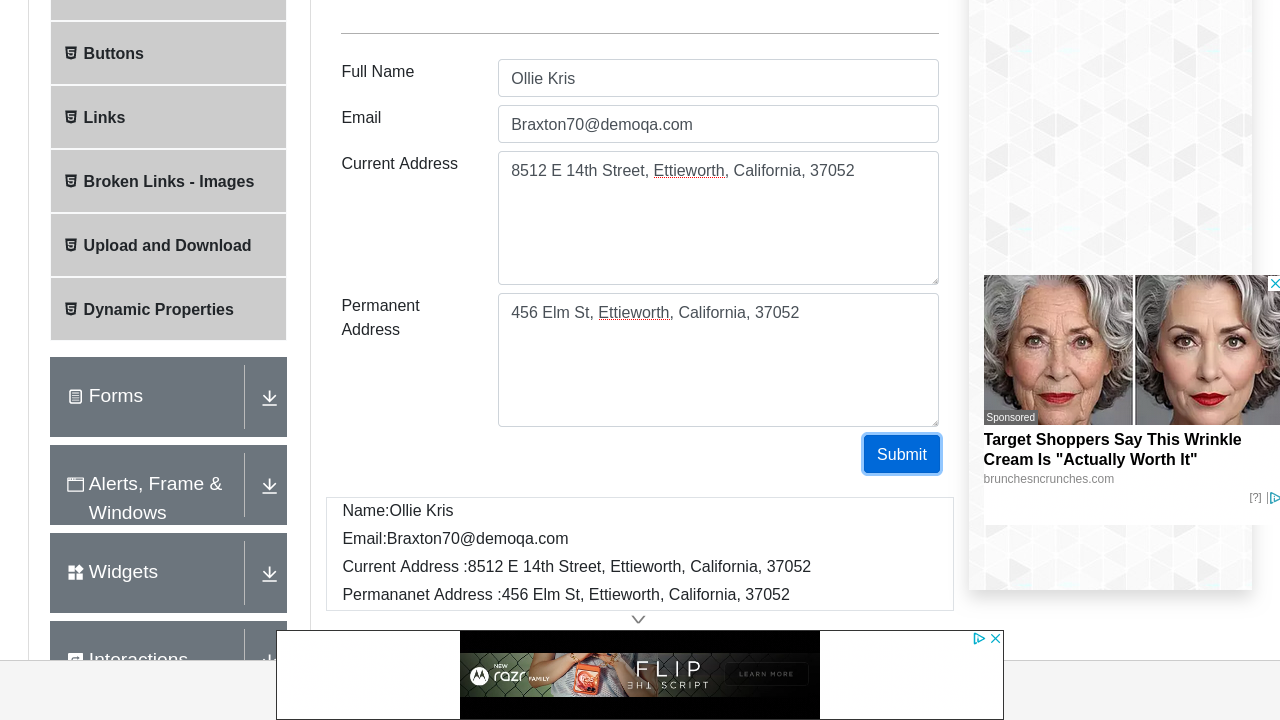 Buttons
Links
Broken Links - Images
Upload and Download
Dynamic Properties
Forms
Alerts, Frame &
Windows
Widgets
Interactions
Full Name
Ollie Kris
Email
Braxton70@demoqa.com
Current Address
8512 E 14th Street, Ettieworth, California, 37052
Permanent
Address
456 Elm St, Ettieworth, California, 37052
Submit
Name:Ollie Kris
Email:Braxton70@demoqa.com
Current Address :8512 E 14th Street, Ettieworth, California, 37052
Permananet Address :456 Elm St, Ettieworth, California, 37052
Sponsored
Target Shoppers Say This Wrinkle
Cream Is "Actually Worth It"
brunchesncrunches.com
[?]
NEW
razr FAMILY
FLIP
THE SCRIPT
LEARN MORE